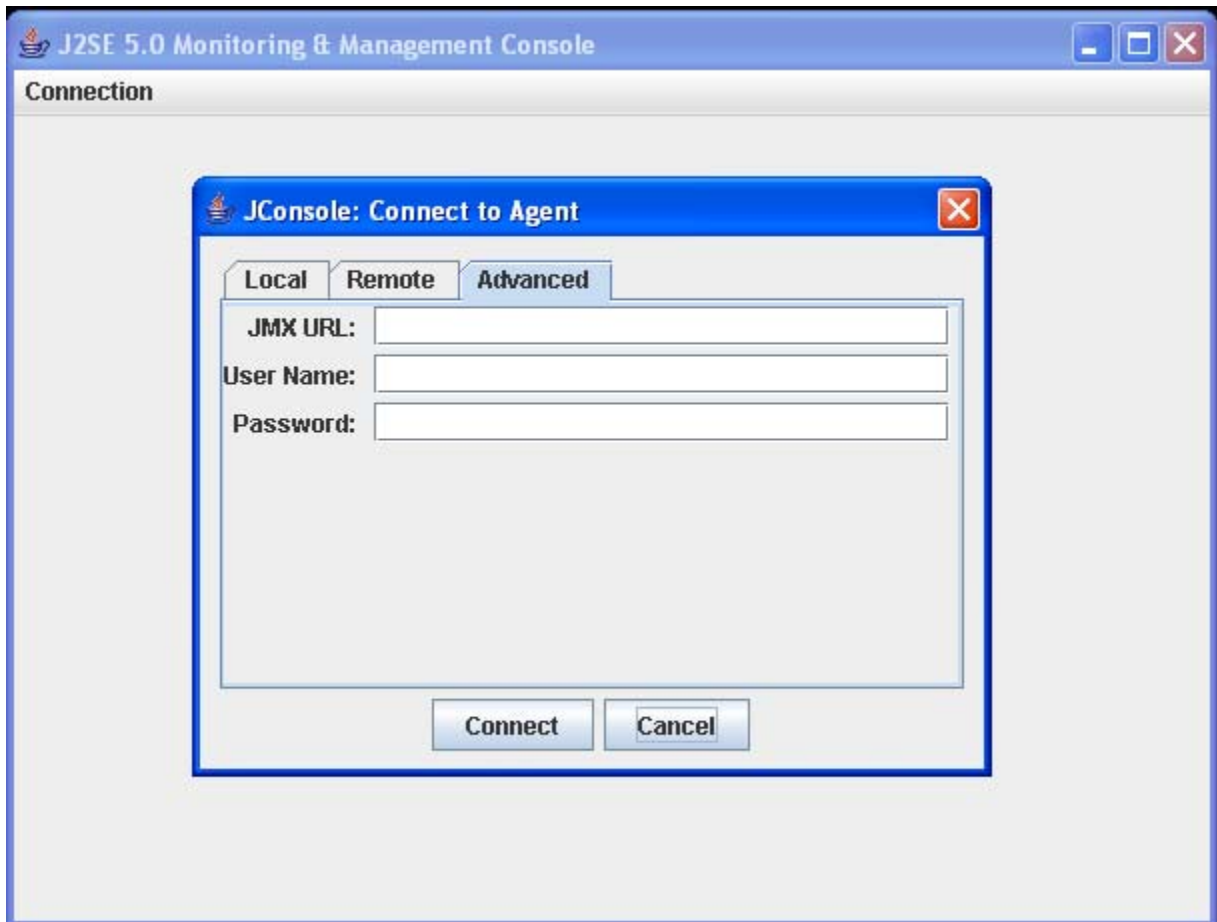 J2SE 5.0 Monitoring & Management Console
Connection
JConsole: Connect to Agent
Local Remote Advanced
JMX URL:
User Name:
Password:
Connect Cancel